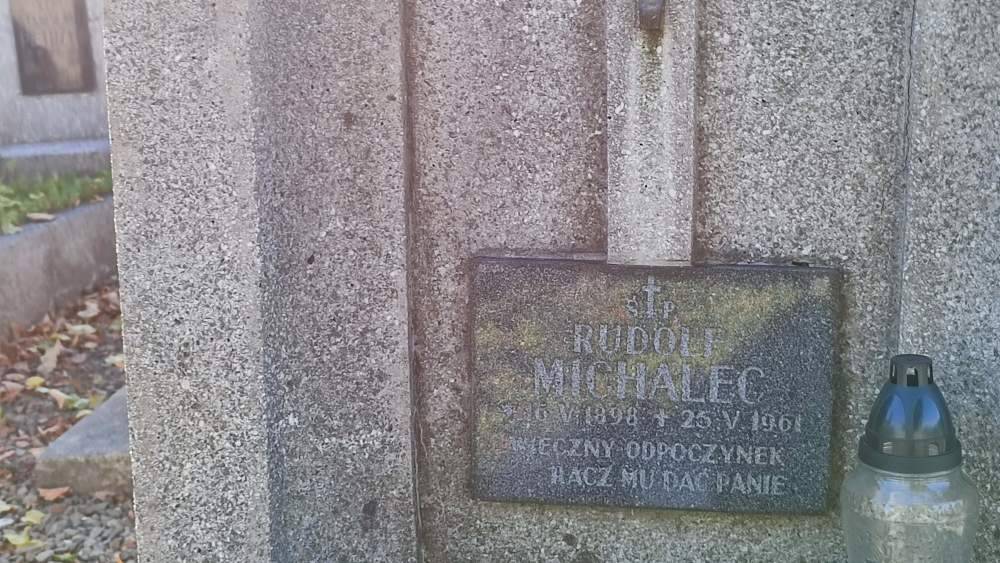 Ś † P
RUDOLF
MICHALEC
* 16.V.1898 + 25.V.1961
WIECZNY ODPOCZYNEK
RACZ MU DAĆ PANIE